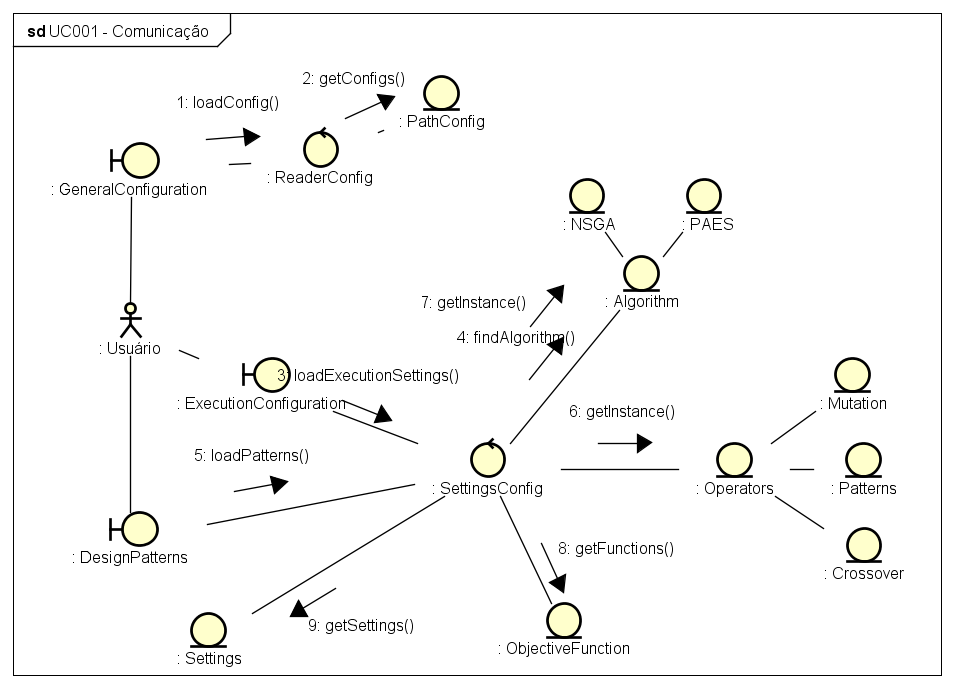 sd UC001 - Comunicação
2: getConfigs()
1: loadConfig()
: PathConfig
: ReaderConfig
: GeneralConfiguration
: NSGA
: PAES
: Algorithm
7: getInstance()
4: findAlgorithm()
: Usuário
3: loadExecutionSettings()
: ExecutionConfiguration
: Mutation
6: getInstance()
5: loadPatterns()
: SettingsConfig
: Operators
: Patterns
: DesignPatterns
8: getFunctions()
: Crossover
9: getSettings()
: ObjectiveFunction
: Settings